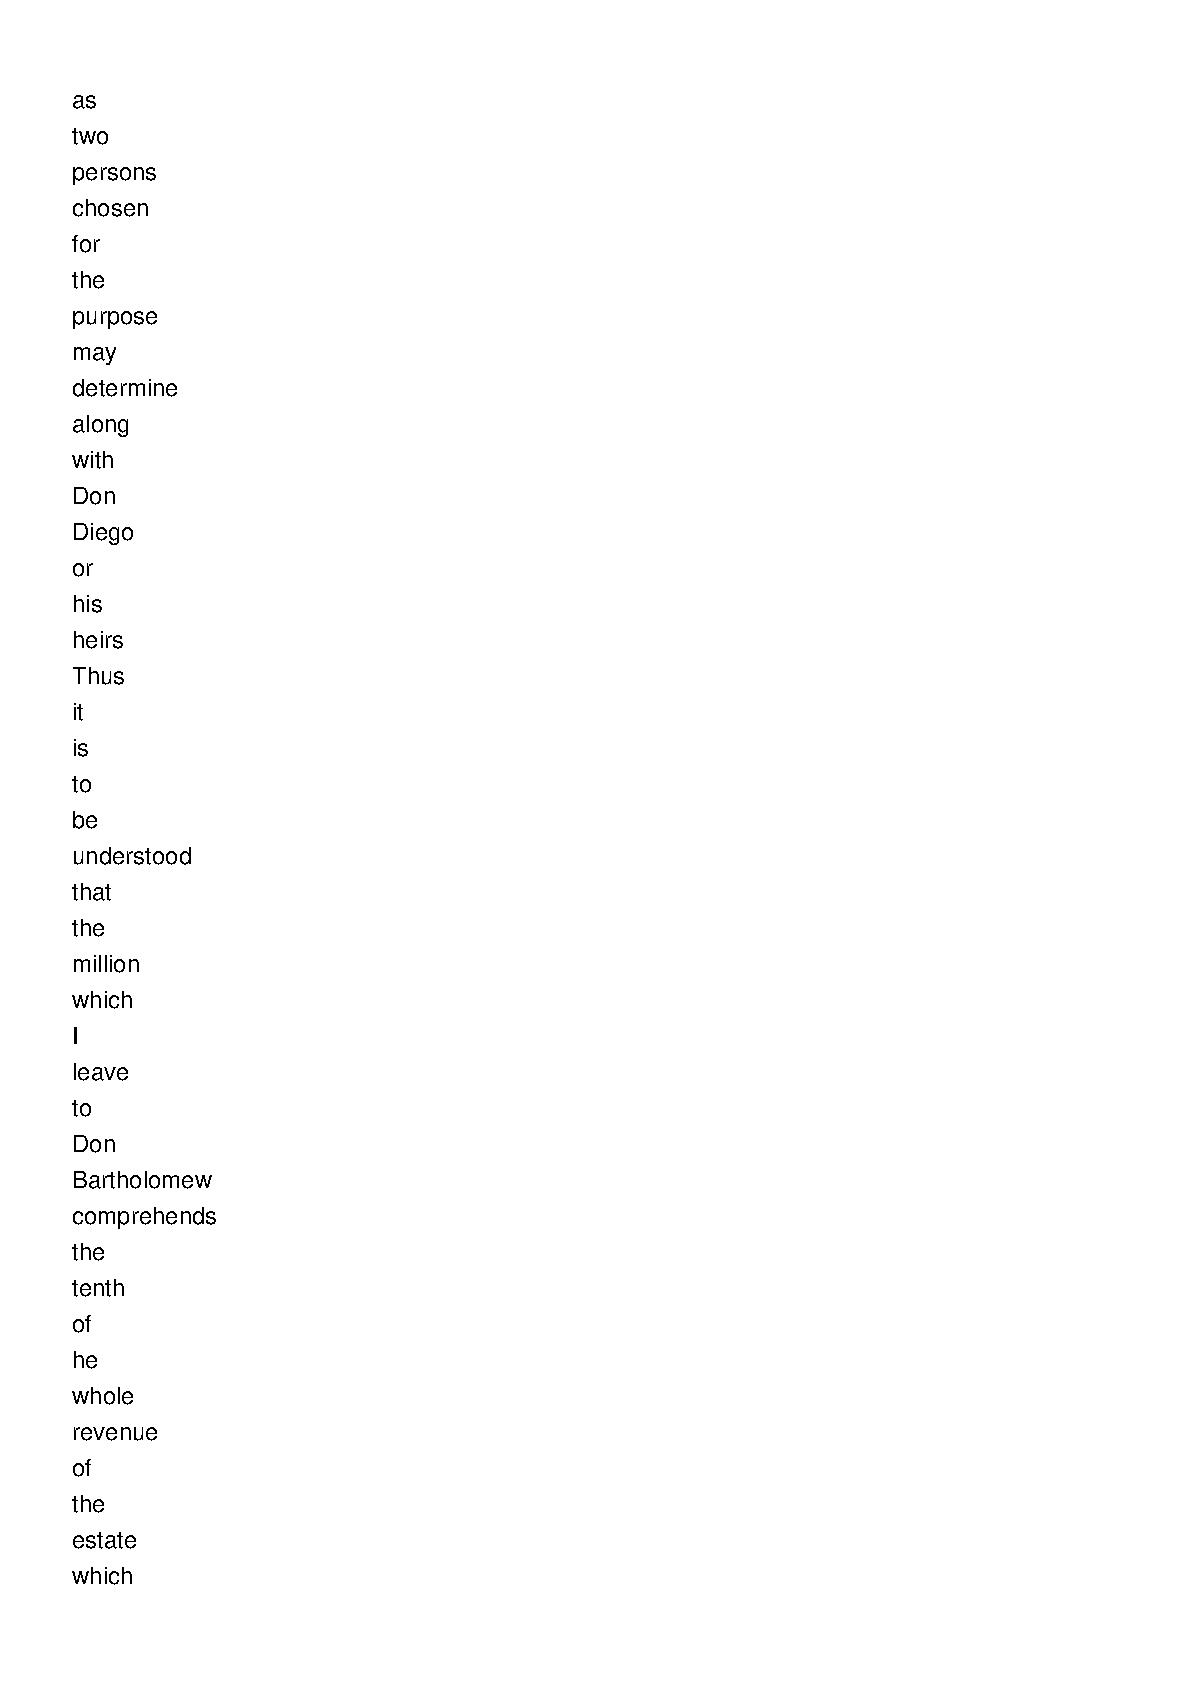 as
two
persons
chosen
for
the
purpose
may
determine
along
with
Don
Diego
or
his
heirs
Thus
it
is
to
be
understood
that
the
million
which
I
leave
to
Don
Bartholomew
comprehends
the
tenth
of
he
whole
revenue
of
the
estate
which